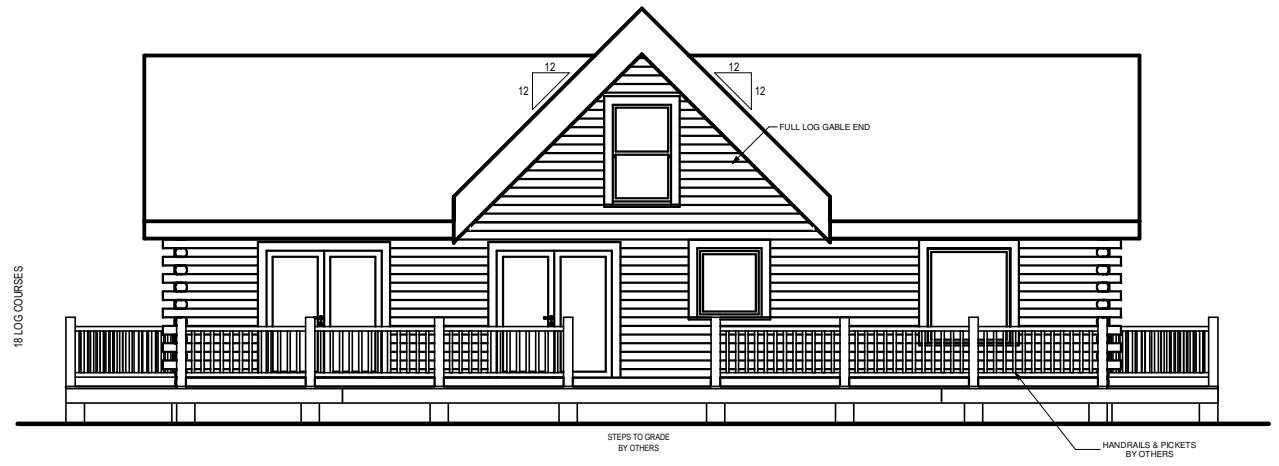 12
12
12
12
FULL LOG GABLE END
18 LOG COURSES
STEPS TO GRADE
BY OTHERS
HANDRAILS & PICKETS
BY OTHERS